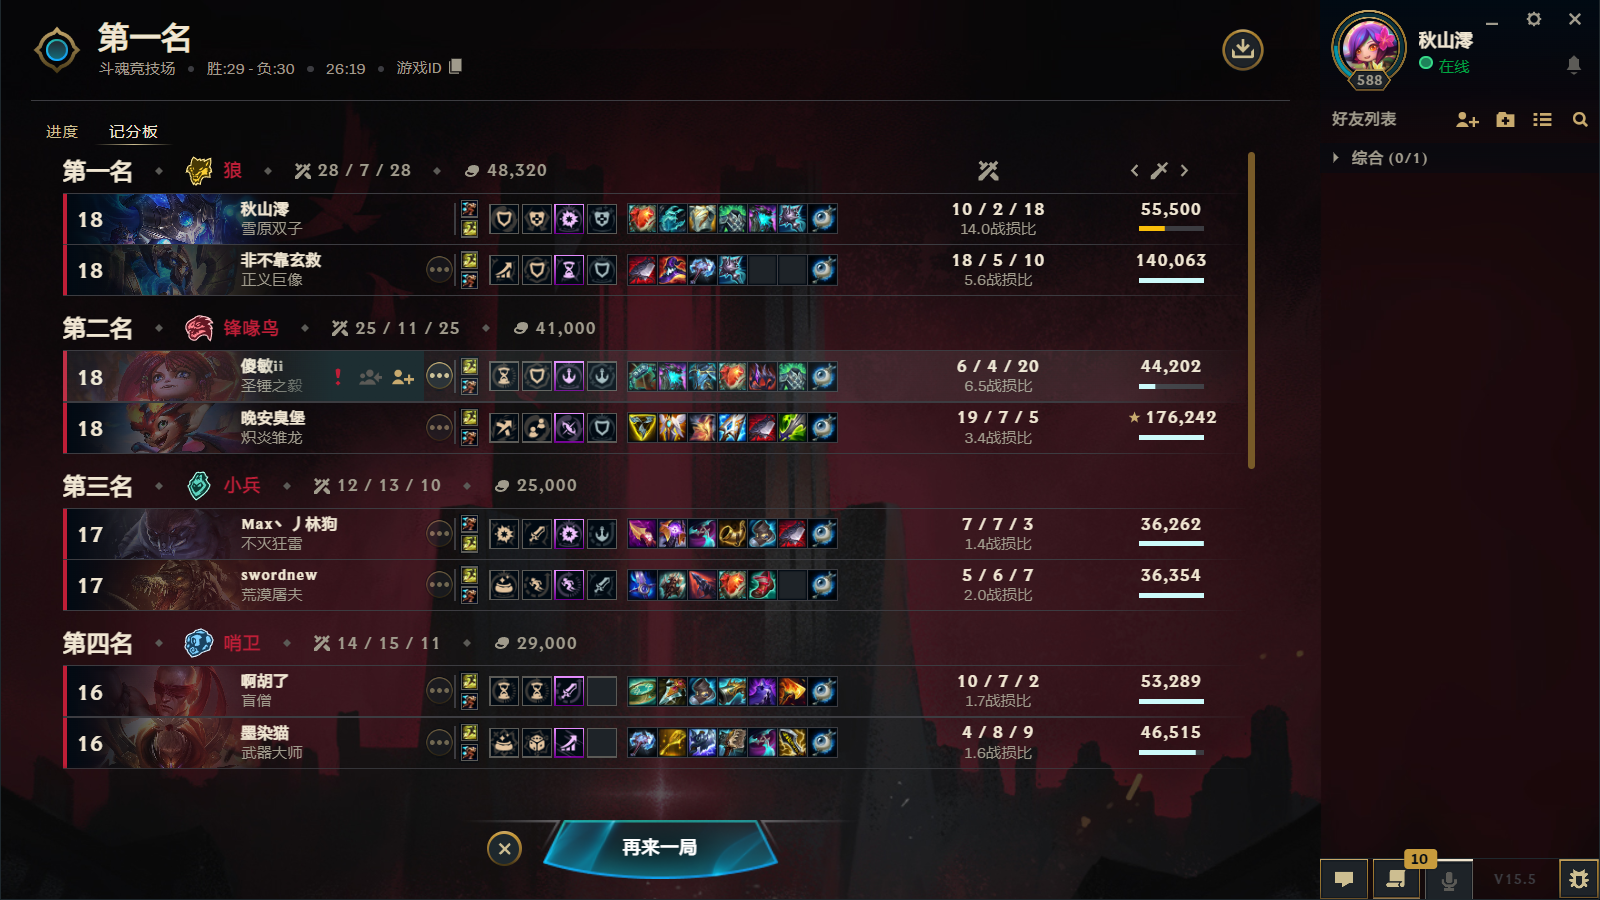 第一名
斗魂竞技场 • 胜:29 - 负:30 • 26:19 • 游戏ID
进度 记分板
第一名 狼 28 / 7 / 28 48,320
18 秋山澪 10 / 2 / 18 55,500
雪原双子 14.0战损比
18 非不靠玄救 18 / 5 / 10 140,063
正义巨像 5.6战损比
第二名 锋喙鸟 25 / 11 / 25 41,000
18 傻敏ii 6 / 4 / 20 44,202
圣锤之毅 6.5战损比
18 晚安臭堡 19 / 7 / 5 176,242
炽炎雏龙 3.4战损比
第三名 小兵 12 / 13 / 10 25,000
17 Max丶丿林狗 7 / 7 / 3 36,262
不灭狂雷 1.4战损比
17 swordnew 5 / 6 / 7 36,354
荒漠屠夫 2.0战损比
第四名 哨卫 14 / 15 / 11 29,000
16 啊胡了 10 / 7 / 2 53,289
盲僧 1.7战损比
16 墨染猫 4 / 8 / 9 46,515
武器大师 1.6战损比
再来一局
秋山澪
588
在线
好友列表
综合 (0/1)
10
V15.5